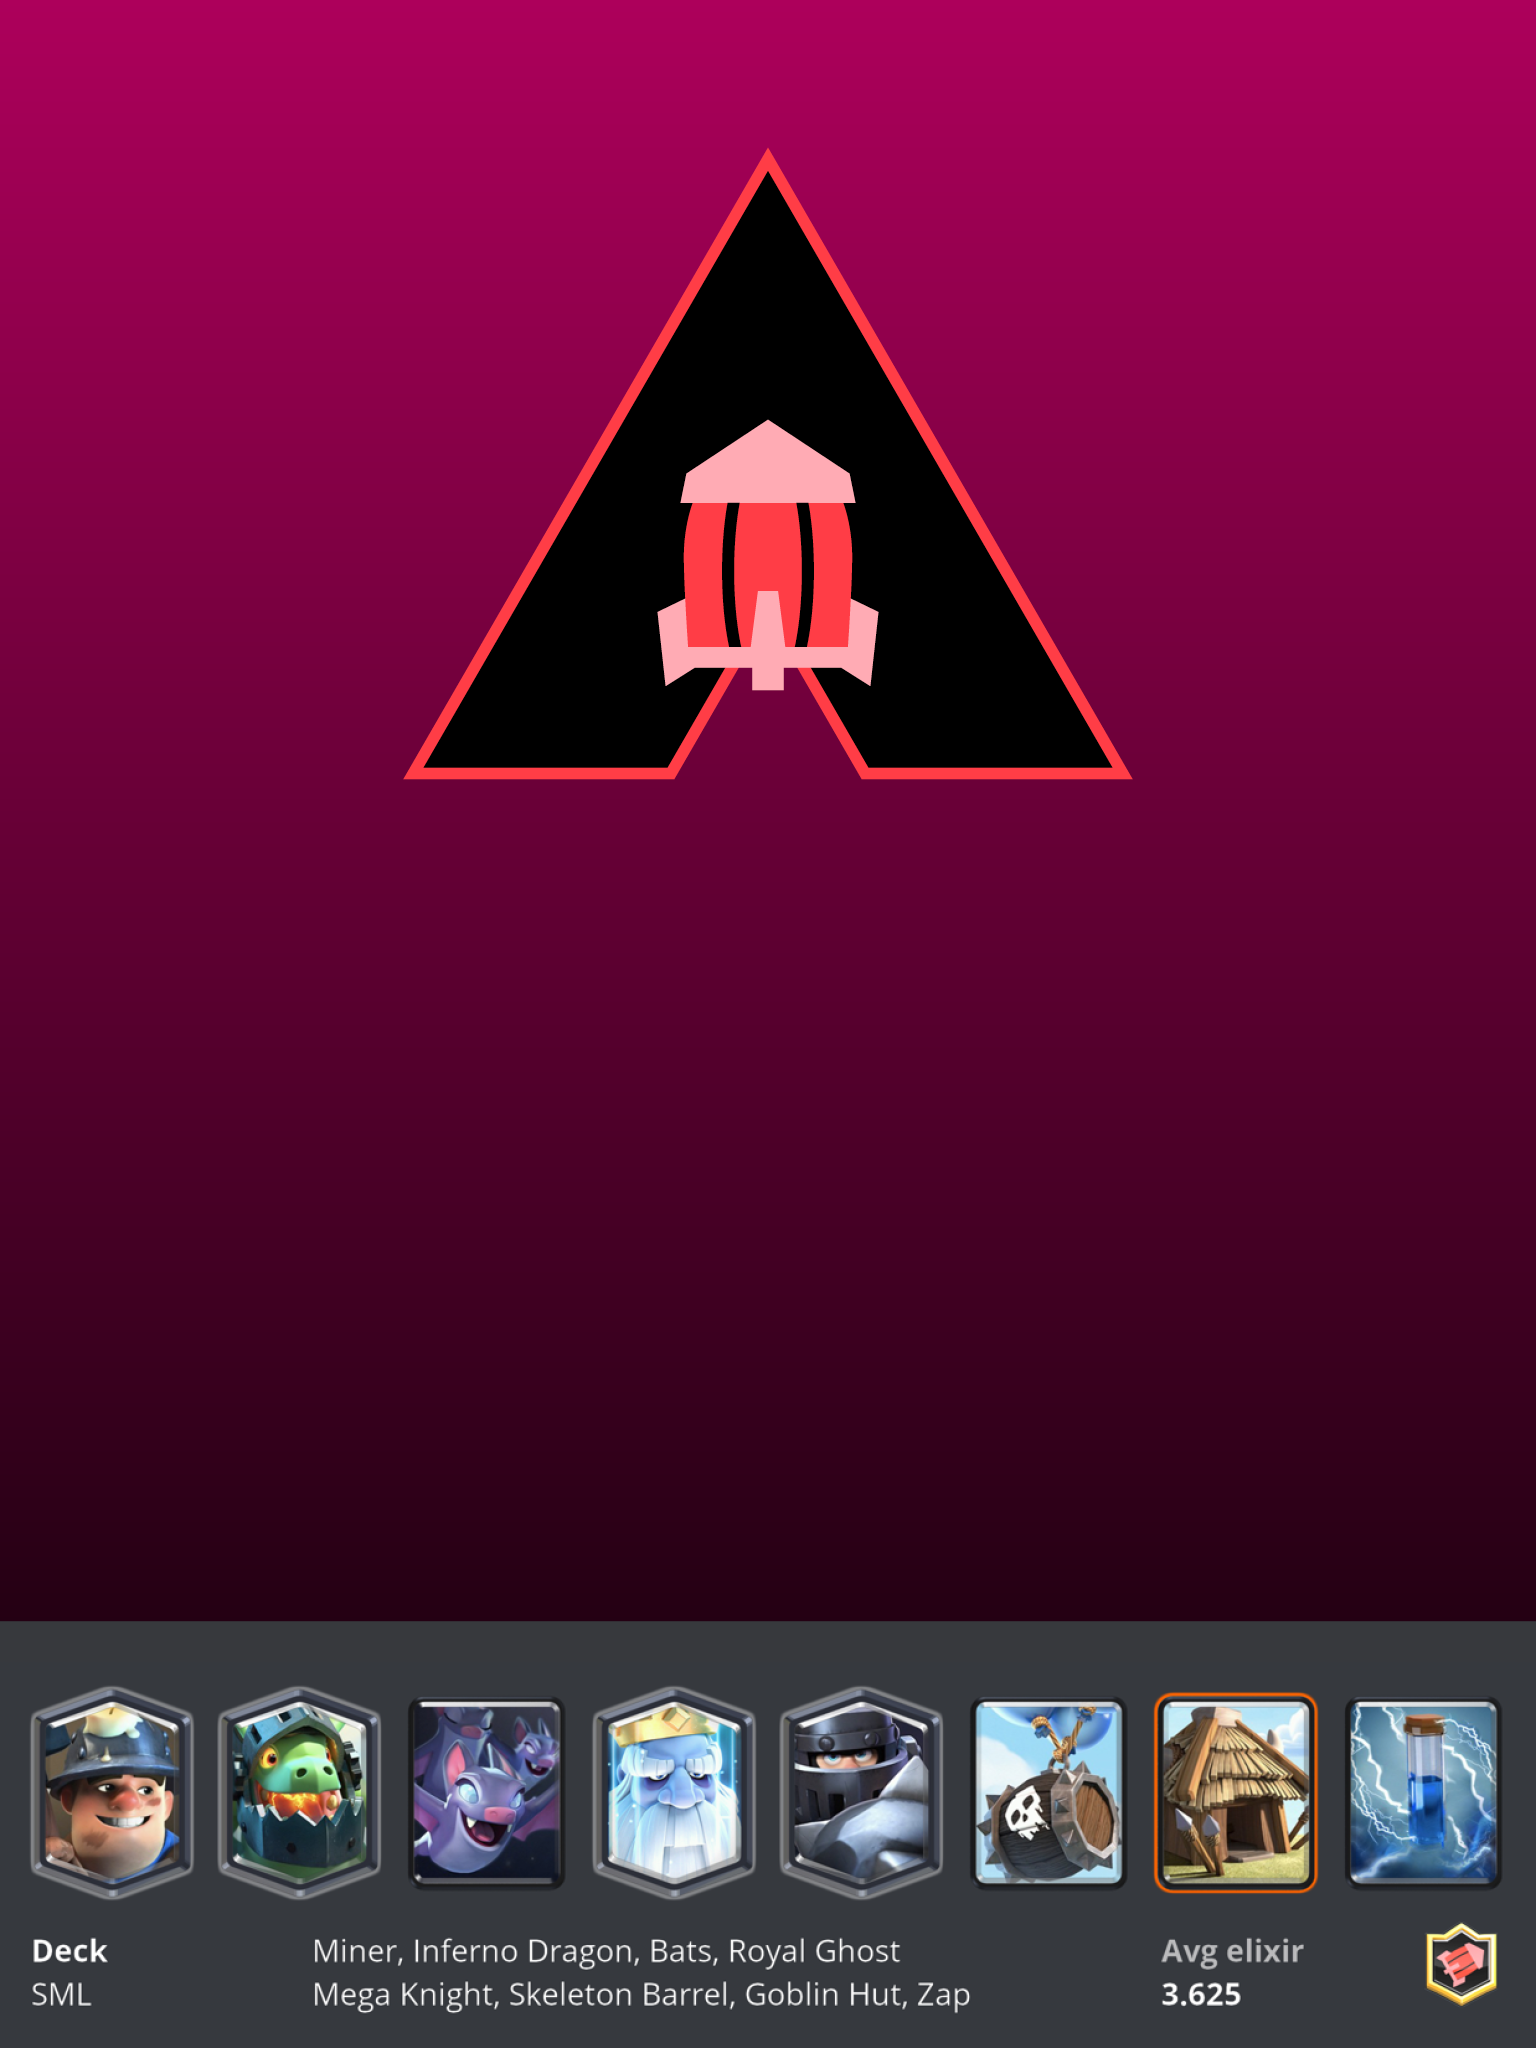 Deck
SML
Miner, Inferno Dragon, Bats, Royal Ghost
Mega Knight, Skeleton Barrel, Goblin Hut, Zap
Avg elixir
3.625